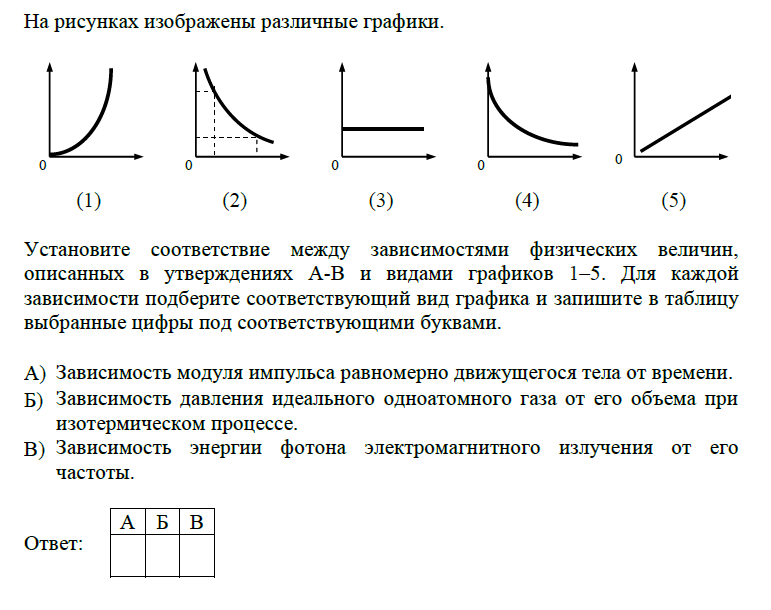 На рисунках изображены различные графики.
0 0 0 0 0
(1) (2) (3) (4) (5)
Установите соответствие между зависимостями физических величин,
описанных в утверждениях А-В и видами графиков 1–5. Для каждой
зависимости подберите соответствующий вид графика и запишите в таблицу
выбранные цифры под соответствующими буквами.
А) Зависимость модуля импульса равномерно движущегося тела от времени.
Б) Зависимость давления идеального одноатомного газа от его объема при
изотермическом процессе.
В) Зависимость энергии фотона электромагнитного излучения от его
частоты.
А Б В
Ответ: